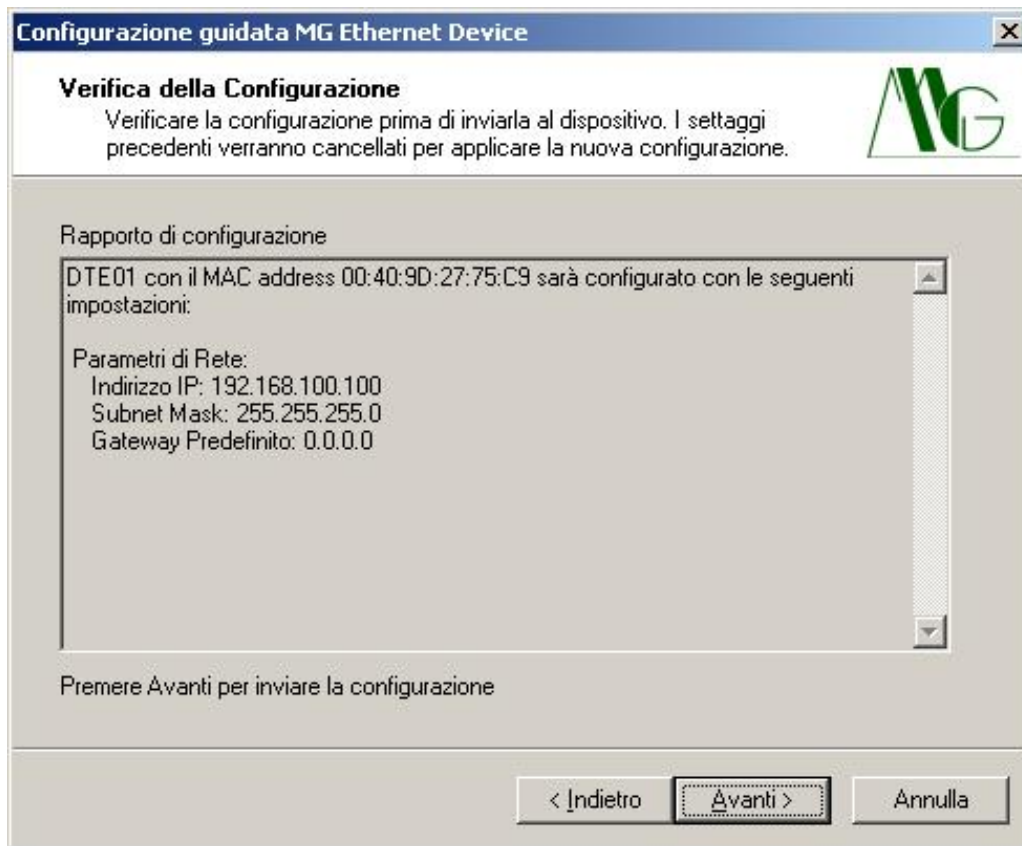 Configurazione guidata MG Ethernet Device
Verifica della Configurazione
Verificare la configurazione prima di inviarla al dispositivo. I settaggi
precedenti verranno cancellati per applicare la nuova configurazione.
MG
Rapporto di configurazione
DTE01 con il MAC address 00:40:9D:27:75:C9 sarà configurato con le seguenti
impostazioni:
Parametri di Rete:
Indirizzo IP: 192.168.100.100
Subnet Mask: 255.255.255.0
Gateway Predefinito: 0.0.0.0
Premere Avanti per inviare la configurazione
< Indietro
Avanti >
Annulla